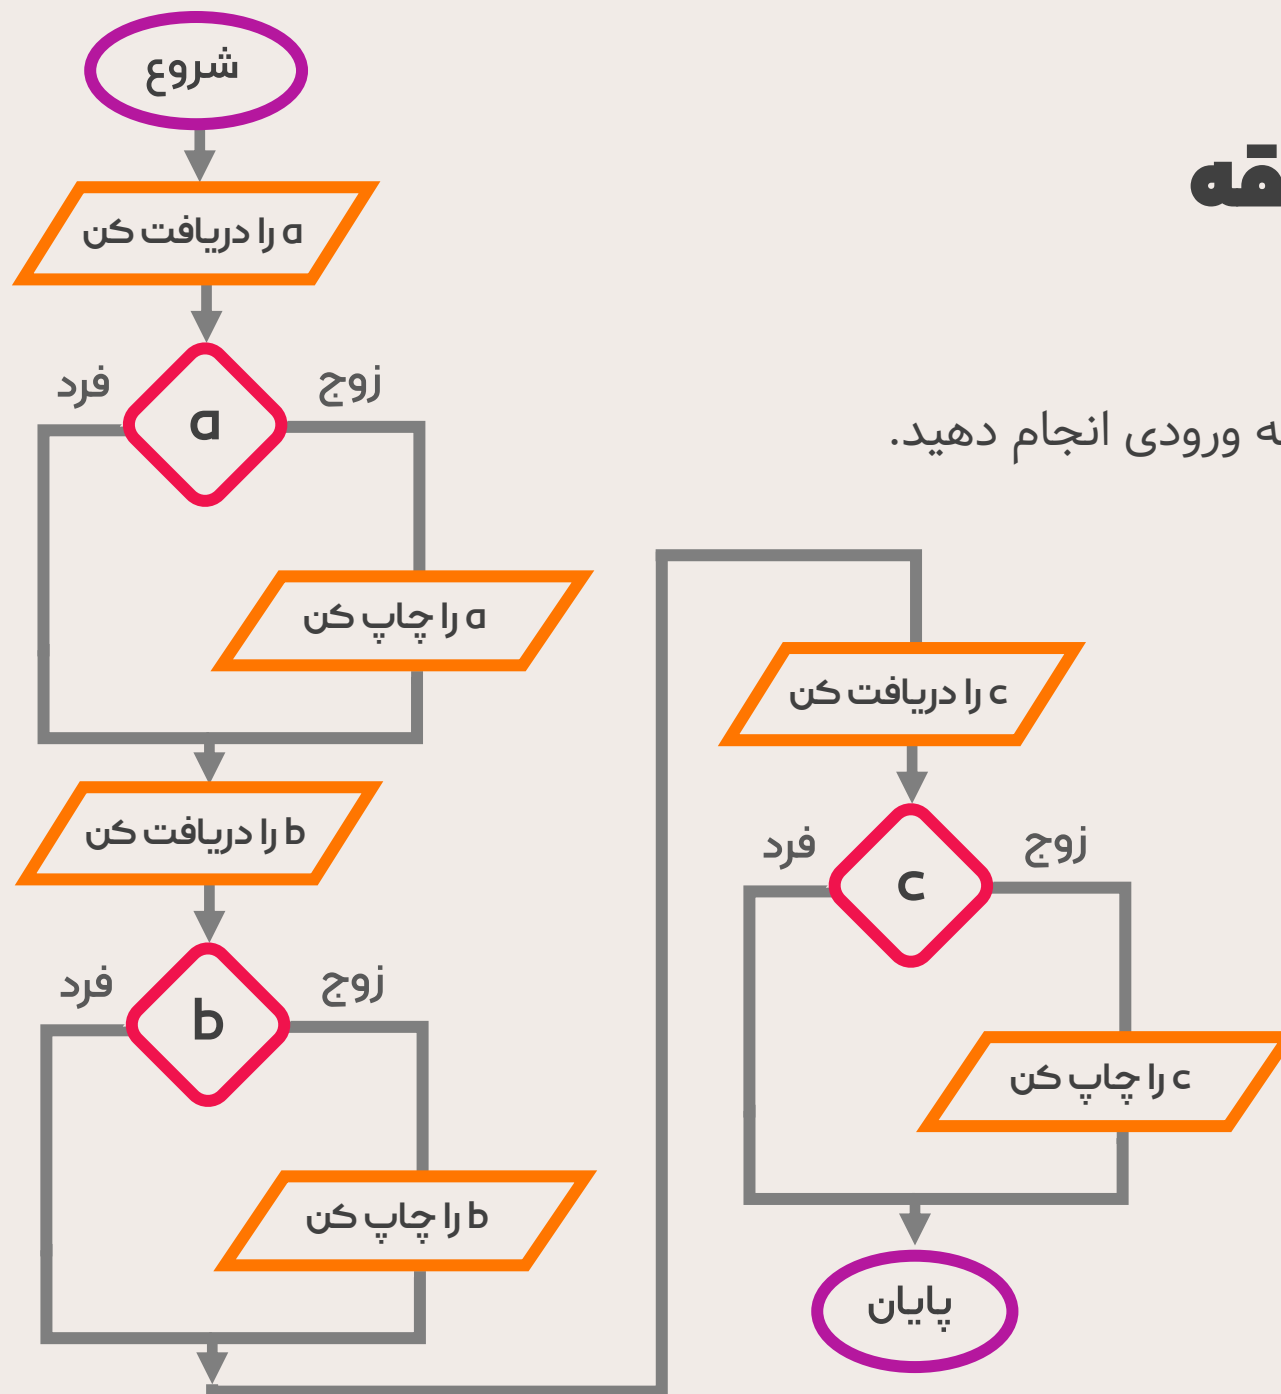 شروع
a را دریافت کن
فرد
زوج
a
a را چاپ کن
b را دریافت کن
فرد
زوج
b
b را چاپ کن
ورودی انجام دهید.
c را دریافت کن
فرد
زوج
c
c را چاپ کن
پایان